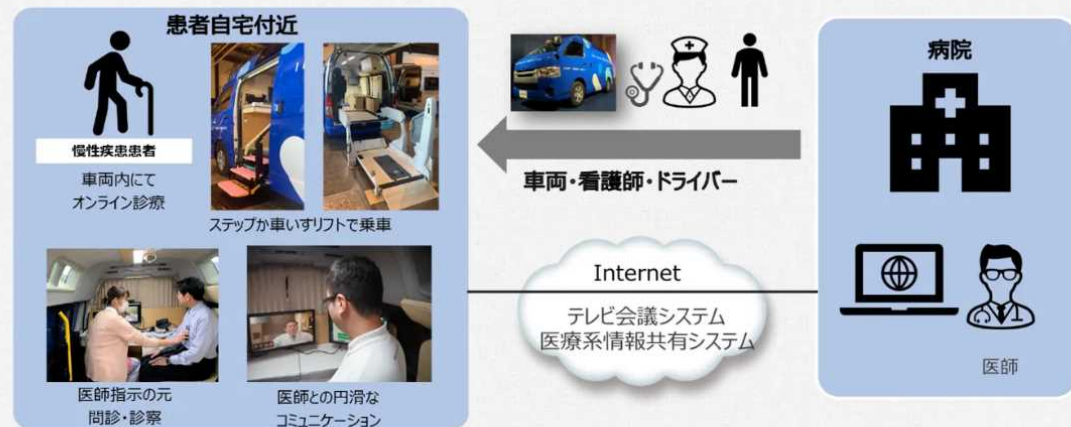 患者自宅付近
慢性疾患患者
車両内にて
オンライン診療
ステップか車いすリフトで乗車
医師指示の元
問診・診察
医師との円滑な
コミュニケーション
車両・看護師・ドライバー
Internet
テレビ会議システム
医療系情報共有システム
病院
医師